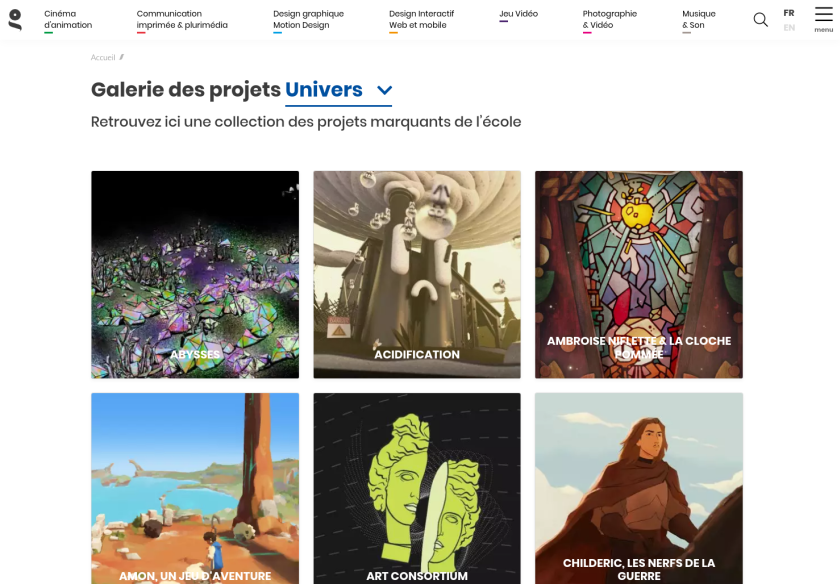 Cinéma
d'animation
Communication
imprimée & plurimédia
Design graphique
Motion Design
Design Interactif
Web et mobile
Jeu Vidéo
Photographie
& Vidéo
Musique
& Son
FR
EN
menu
Accueil //
Galerie des projets Univers
Retrouvez ici une collection des projets marquants de l'école
ABYSSES
ACIDIFICATION
AMBROISE NIFLETTE & LA CLOCHE
POMMÉE
AMON, UN JEU D'AVENTURE
ART CONSORTIUM
CHILDERIC, LES NERFS DE LA
GUERRE